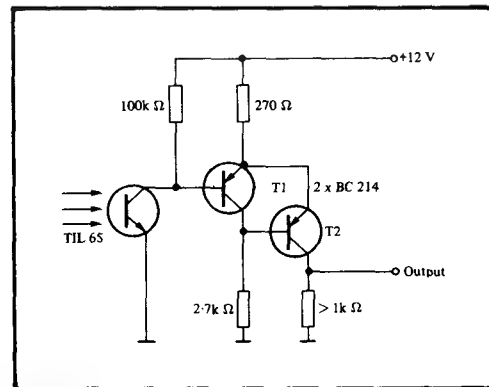 +12 V
100k Ω
270 Ω
T1
2 x BC 214
TIL 65
T2
Output
2·7k Ω
> 1k Ω